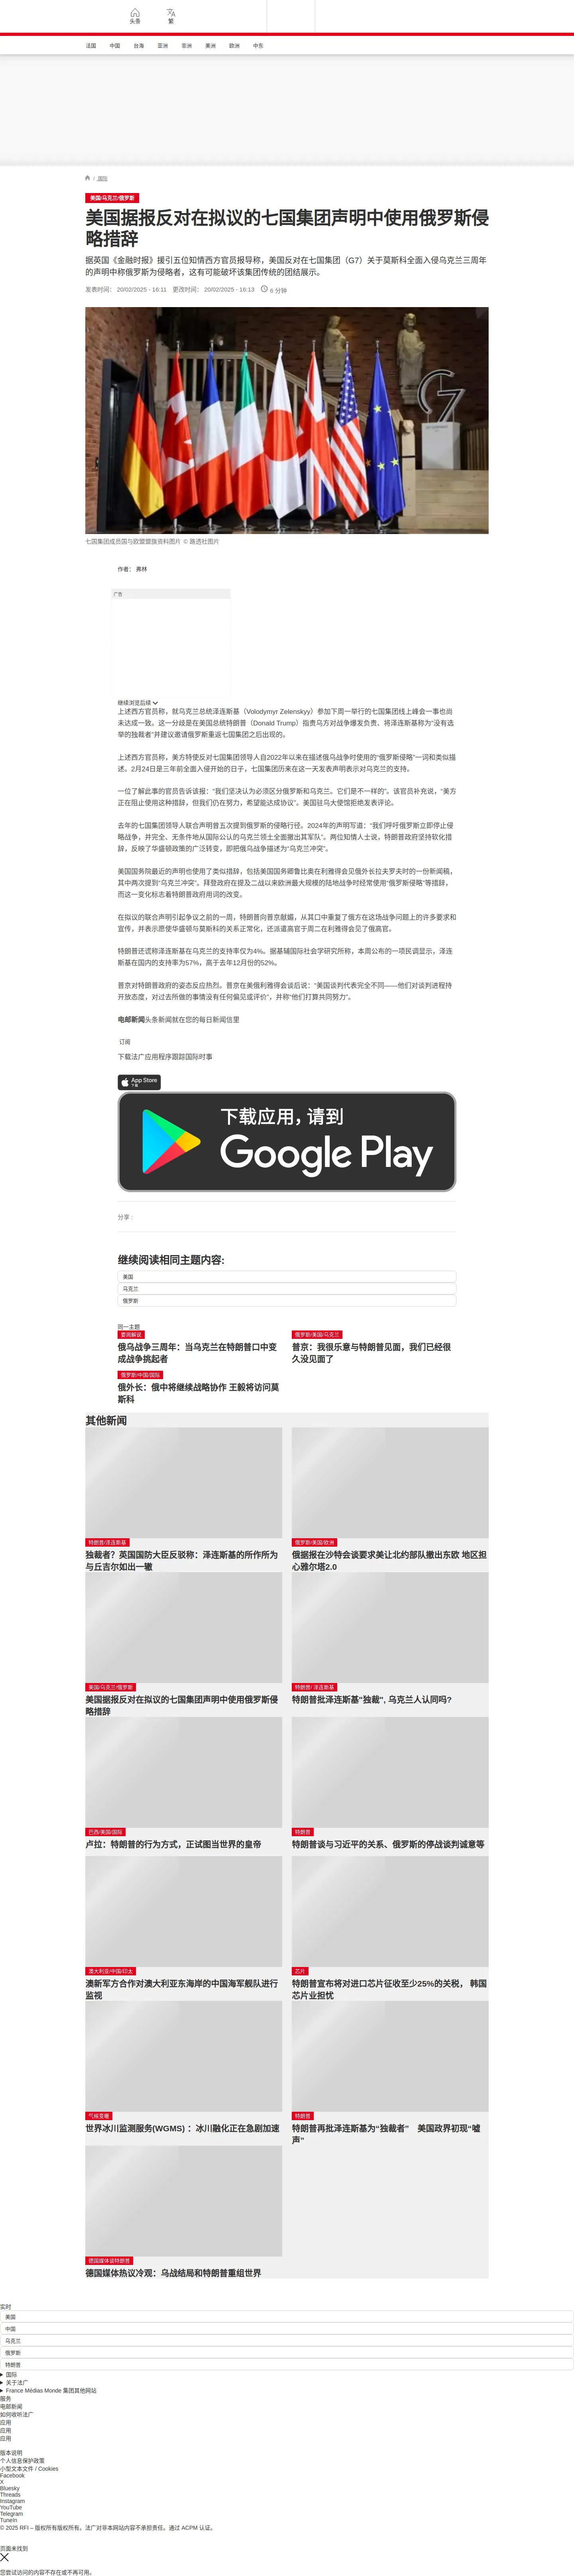 头条
繁
法国 中国 台海 亚洲 非洲 美洲 欧洲 中东
/ 国际
美国/乌克兰/俄罗斯
美国据报反对在拟议的七国集团声明中使用俄罗斯侵
略措辞
据英国《金融时报》援引五位知情西方官员报导称，美国反对在七国集团（G7）关于莫斯科全面入侵乌克兰三周年
的声明中称俄罗斯为侵略者，这有可能破坏该集团传统的团结展示。
发表时间： 20/02/2025 - 16:11 更改时间： 20/02/2025 - 16:13 6 分钟
七国集团成员国与欧盟盟旗资料图片 © 路透社图片
作者： 弗林
广告
继续浏览后续
上述西方官员称，就乌克兰总统泽连斯基（Volodymyr Zelenskyy）参加下周一举行的七国集团线上峰会一事也尚
未达成一致。这一分歧是在美国总统特朗普（Donald Trump）指责乌方对战争爆发负责、将泽连斯基称为“没有选
举的独裁者”并建议邀请俄罗斯重返七国集团之后出现的。
上述西方官员称，美方特使反对七国集团领导人自2022年以来在描述俄乌战争时使用的“俄罗斯侵略”一词和类似描
述。2月24日是三年前全面入侵开始的日子，七国集团历来在这一天发表声明表示对乌克兰的支持。
一位了解此事的官员告诉该报：“我们坚决认为必须区分俄罗斯和乌克兰。它们是不一样的”。该官员补充说，“美方
正在阻止使用这种措辞，但我们仍在努力，希望能达成协议”。美国驻乌大使馆拒绝发表评论。
去年的七国集团领导人联合声明曾五次提到俄罗斯的侵略行径。2024年的声明写道：“我们呼吁俄罗斯立即停止侵
略战争，并完全、无条件地从国际公认的乌克兰领土全面撤出其军队”。两位知情人士说，特朗普政府坚持软化措
辞，反映了华盛顿政策的广泛转变，即把俄乌战争描述为“乌克兰冲突”。
美国国务院最近的声明也使用了类似措辞，包括美国国务卿鲁比奥在利雅得会见俄外长拉夫罗夫时的一份新闻稿，
其中两次提到“乌克兰冲突”。拜登政府在提及二战以来欧洲最大规模的陆地战争时经常使用“俄罗斯侵略”等措辞，
而这一变化标志着特朗普政府用词的改变。
在拟议的联合声明引起争议之前的一周，特朗普向普京献媚，从其口中重复了俄方在这场战争问题上的许多要求和
宣传，并表示愿使华盛顿与莫斯科的关系正常化，还派遣高官于周二在利雅得会见了俄高官。
特朗普还谎称泽连斯基在乌克兰的支持率仅为4%。据基辅国际社会学研究所称，本周公布的一项民调显示，泽连
斯基在国内的支持率为57%，高于去年12月份的52%。
普京对特朗普政府的姿态反应热烈。普京在美俄利雅得会谈后说：“美国谈判代表完全不同——他们对谈判进程持
开放态度，对过去所做的事情没有任何偏见或评价”，并称“他们打算共同努力”。
电邮新闻头条新闻就在您的每日新闻信里
订阅
下载法广应用程序跟踪国际时事
App Store
下载
下载应用，请到
Google Play
分享：
继续阅读相同主题内容:
美国
乌克兰
俄罗斯
同一主题
要闻解说
俄乌战争三周年：当乌克兰在特朗普口中变
成战争挑起者
俄罗斯/美国/乌克兰
普京：我很乐意与特朗普见面，我们已经很
久没见面了
俄罗斯/中国/国际
俄外长：俄中将继续战略协作 王毅将访问莫
斯科
其他新闻
特朗普/泽连斯基
独裁者？英国国防大臣反驳称：泽连斯基的所作所为
与丘吉尔如出一辙
俄罗斯/美国/欧洲
俄据报在沙特会谈要求美让北约部队撤出东欧 地区担
心雅尔塔2.0
美国/乌克兰/俄罗斯
美国据报反对在拟议的七国集团声明中使用俄罗斯侵
略措辞
特朗普/ 泽连斯基
特朗普批泽连斯基"独裁"，乌克兰人认同吗?
巴西/美国/国际
卢拉：特朗普的行为方式，正试图当世界的皇帝
特朗普
特朗普谈与习近平的关系、俄罗斯的停战谈判诚意等
澳大利亚/中国/印太
澳新军方合作对澳大利亚东海岸的中国海军舰队进行
监视
芯片
特朗普宣布将对进口芯片征收至少25%的关税， 韩国
芯片业担忧
气候变暖
世界冰川监测服务(WGMS) ：冰川融化正在急剧加速
特朗普
特朗普再批泽连斯基为“独裁者” 美国政界初现“嘘
声”
德国媒体谈特朗普
德国媒体热议冷观：乌战结局和特朗普重组世界
实时
美国
中国
乌克兰
俄罗斯
特朗普
国际
关于法广
France Médias Monde 集团其他网站
服务
电邮新闻
如何收听法广
应用
应用
应用
版本说明
个人信息保护政策
小型文本文件 / Cookies
Facebook
X
Bluesky
Threads
Instagram
YouTube
Telegram
TuneIn
© 2025 RFI – 版权所有版权所有。法广对非本网站内容不承担责任。通过 ACPM 认证。
页面未找到
您尝试访问的内容不存在或不再可用。